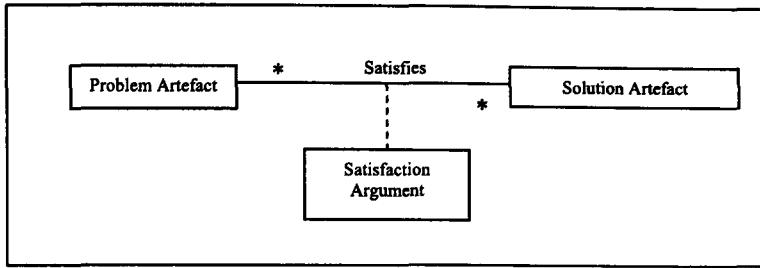 *
Satisfies
Problem Artefact
Solution Artefact
*
Satisfaction
Argument